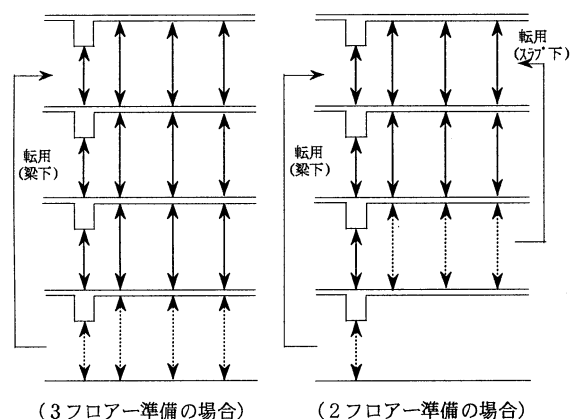 転用
(梁下)
(3フロアー準備の場合)
転用
(スラブ下)
転用
(梁下)
(2フロアー準備の場合)